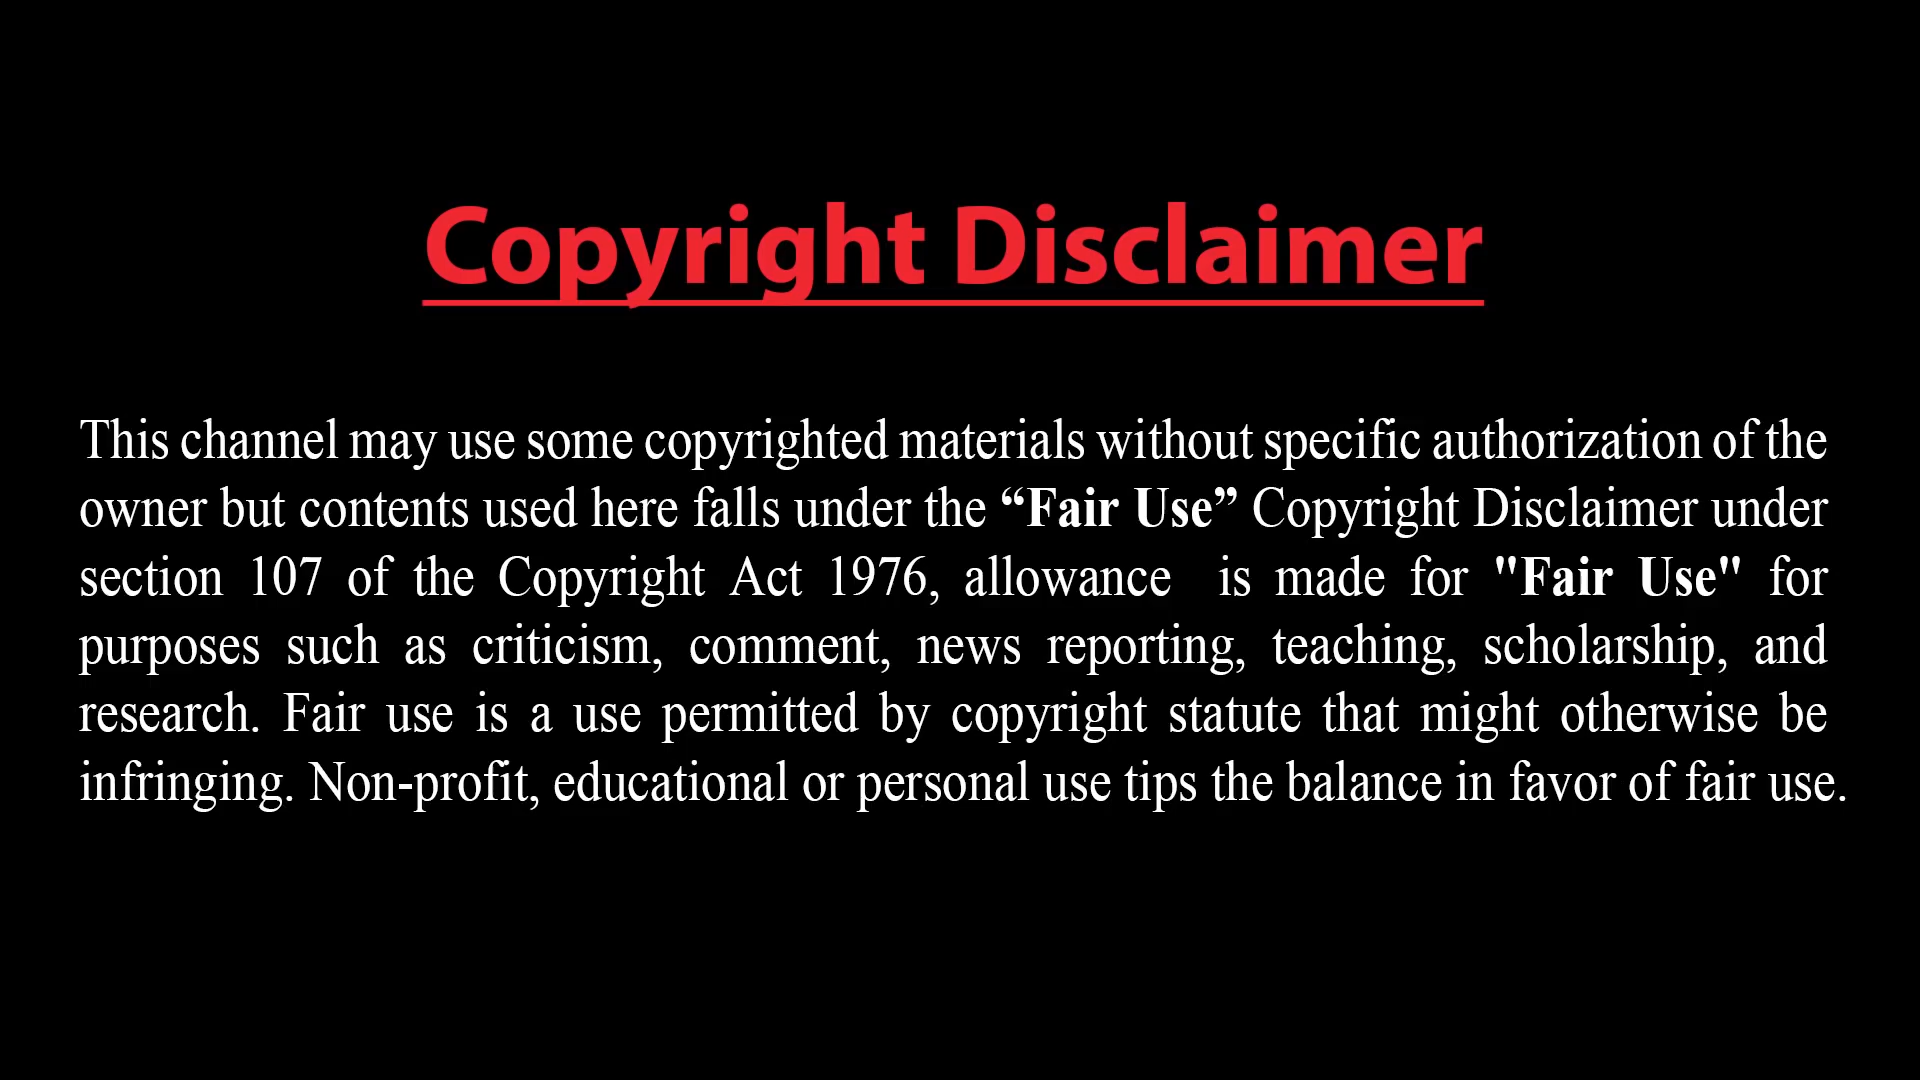 Copyright Disclaimer
This channel may use some copyrighted materials without specific authorization of the
owner but contents used here falls under the “Fair Use” Copyright Disclaimer under
section 107 of the Copyright Act 1976, allowance is made for "Fair Use" for
purposes such as criticism, comment, news reporting, teaching, scholarship, and
research. Fair use is a use permitted by copyright statute that might otherwise be
infringing. Non-profit, educational or personal use tips the balance in favor of fair use.